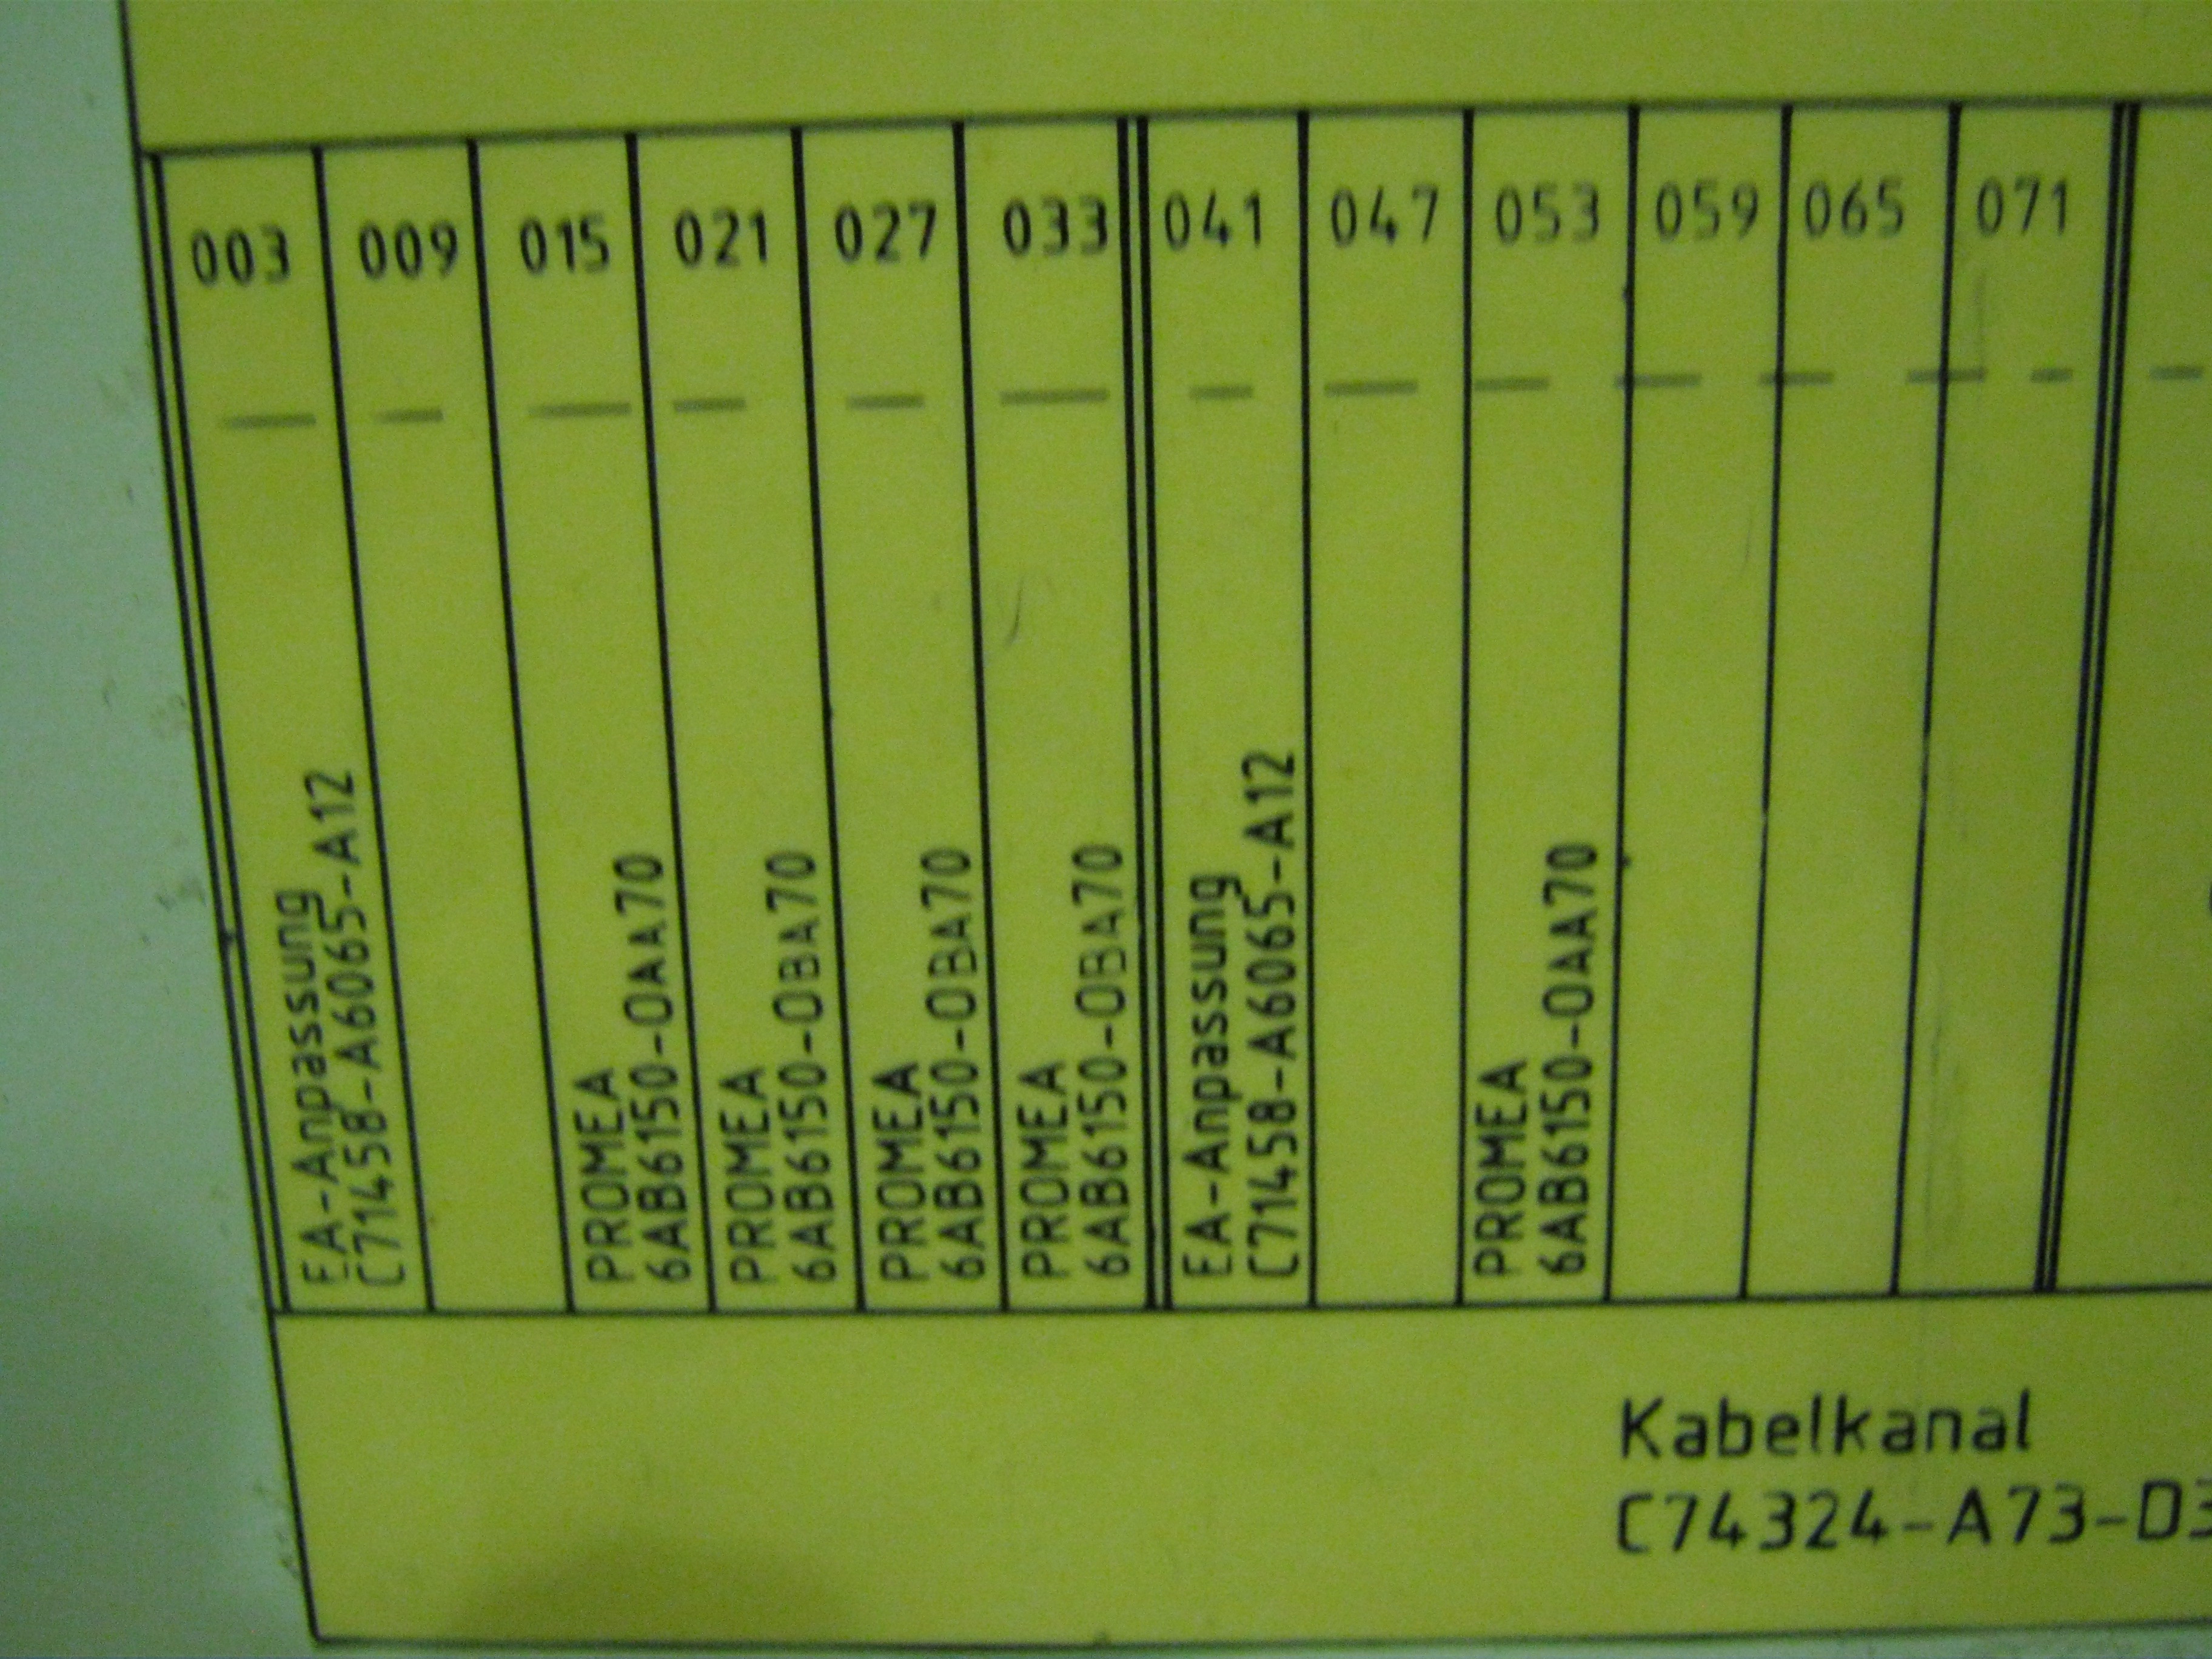 003 009 015 021 027 033 041 047 053 059 065 071
EA-Anpassung
C71458-A6065-A12
PROMEA
6AB6150-0AA70
PROMEA
6AB6150-0BA70
PROMEA
6AB6150-0BA70
PROMEA
6AB6150-0BA70
EA-Anpassung
C71458-A6065-A12
PROMEA
6AB6150-0AA70
Kabelkanal
C74324-A73-D3